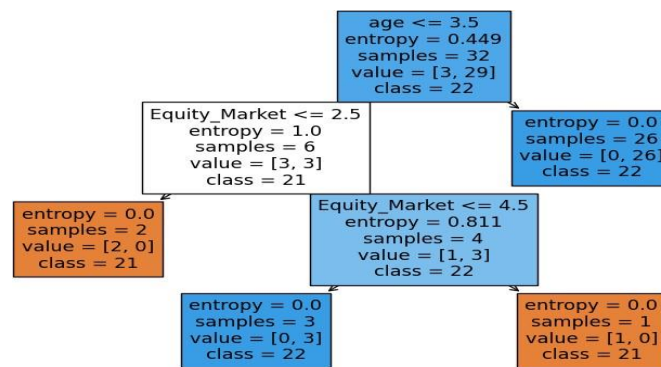 age <= 3.5
entropy = 0.449
samples = 32
value = [3, 29]
class = 22
Equity_Market <= 2.5
entropy = 1.0
samples = 6
value = [3, 3]
class = 21
entropy = 0.0
samples = 26
value = [0, 26]
class = 22
entropy = 0.0
samples = 2
value = [2, 0]
class = 21
Equity_Market <= 4.5
entropy = 0.811
samples = 4
value = [1, 3]
class = 22
entropy = 0.0
samples = 3
value = [0, 3]
class = 22
entropy = 0.0
samples = 1
value = [1, 0]
class = 21